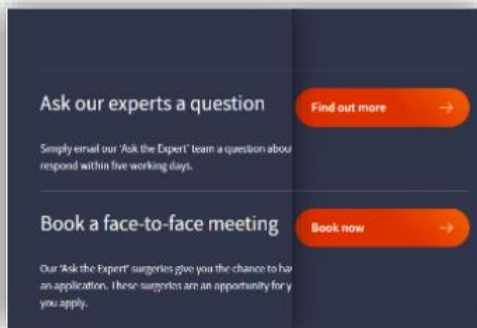 Ask our experts a question
Find out more
Simply email our 'Ask the Expert' team a question about
respond within five working days.
Book a face-to-face meeting
Book now
Our 'Ask the Expert' surgeries give you the chance to hav
an application. These surgeries are an opportunity for y
you apply.